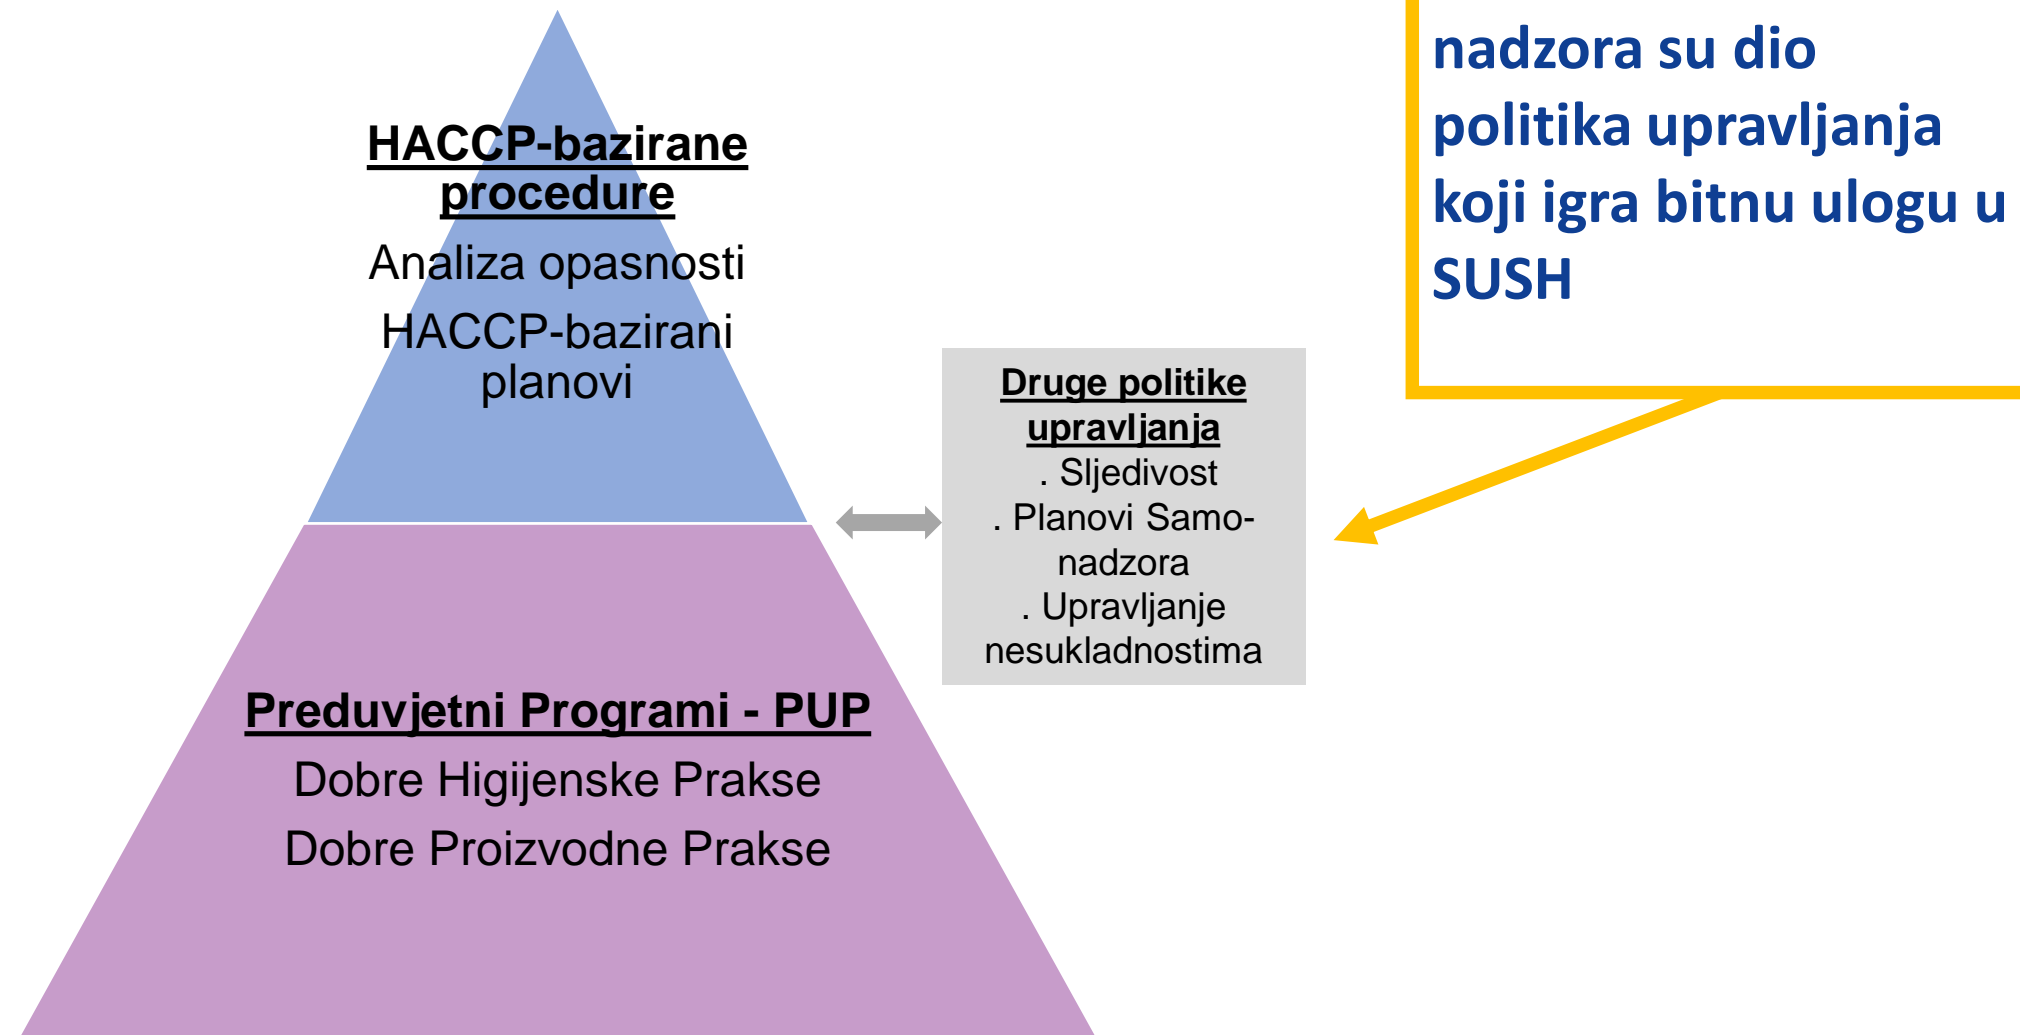 HACCP-bazirane
procedure
Analiza opasnosti
HACCP-bazirani
planovi
Preduvjetni Programi - PUP
Dobre Higijenske Prakse
Dobre Proizvodne Prakse
Druge politike
upravljanja
. Sljedivost
. Planovi Samo-
nadzora
. Upravljanje
nesukladnostima
nadzora su dio
politika upravljanja
koji igra bitnu ulogu u
SUSH